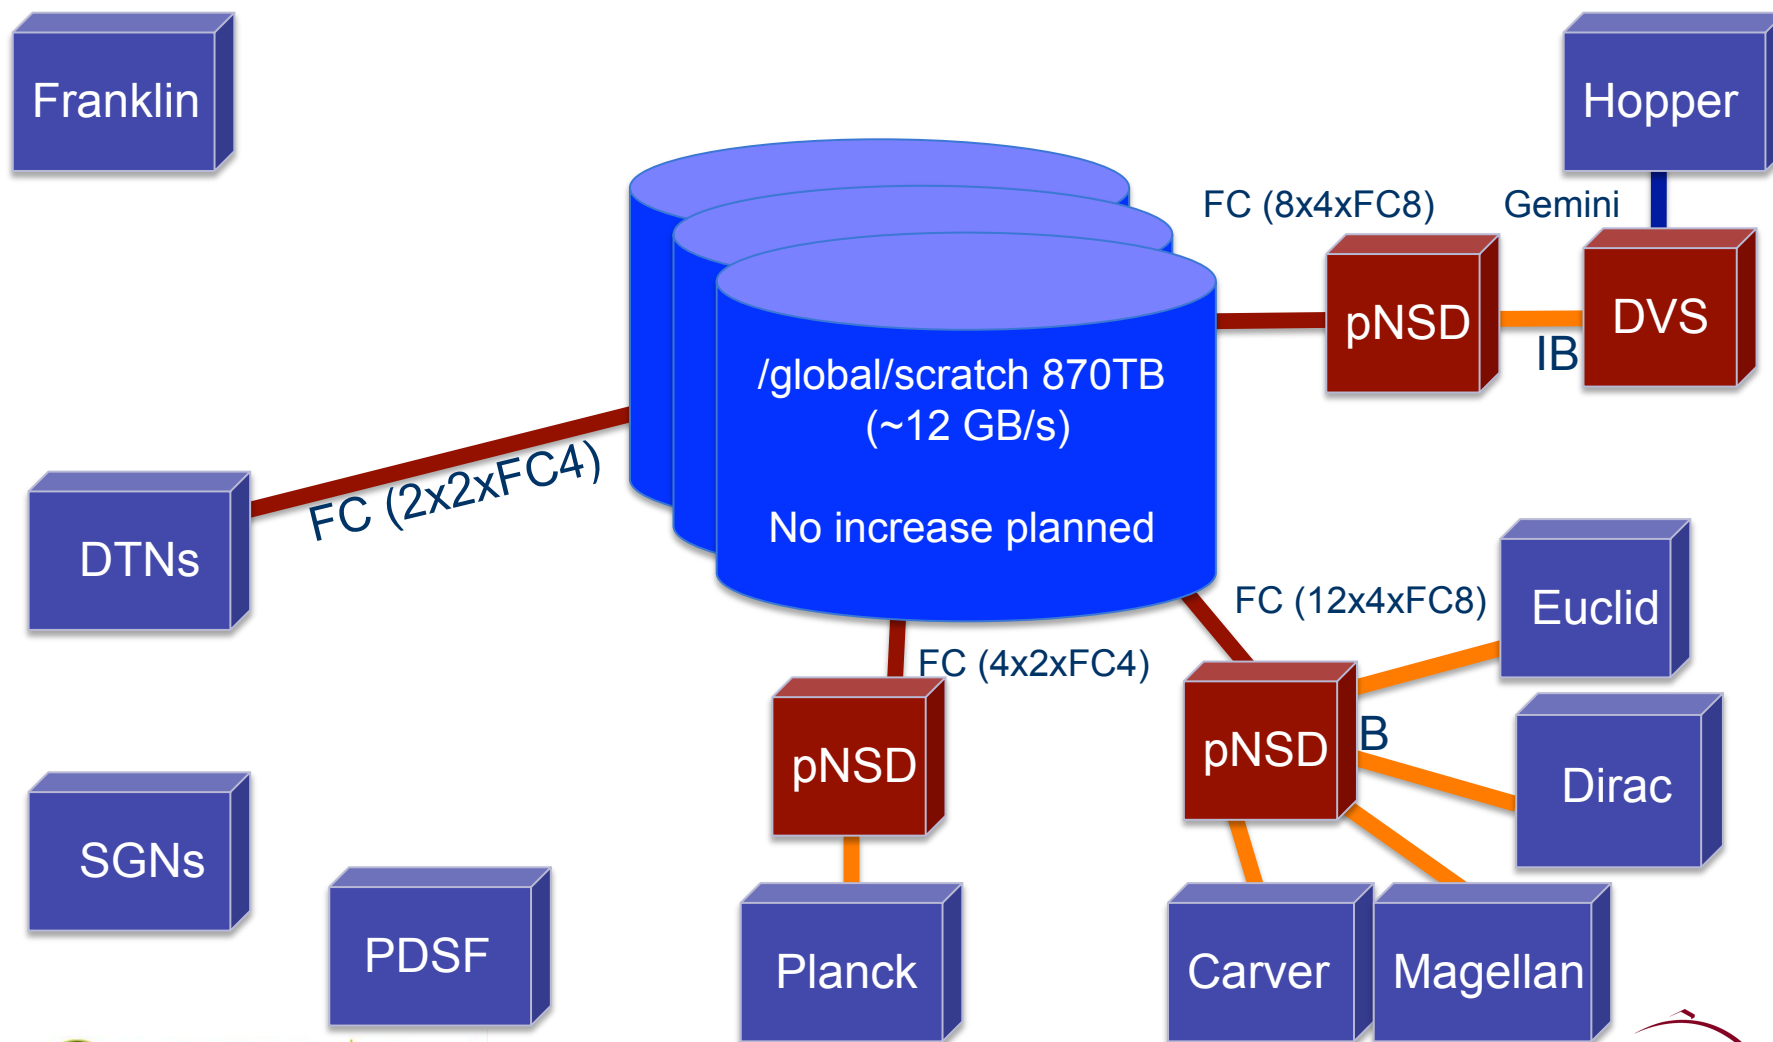 Franklin
Hopper
FC (8x4xFC8)
Gemini
pNSD
DVS
IB
/global/scratch 870TB
(~12 GB/s)
No increase planned
FC (2x2xFC4)
DTNs
FC (12x4xFC8)
Euclid
FC (4x2xFC4)
pNSD
pNSD
B
Dirac
SGNs
PDSF
Planck
Carver
Magellan